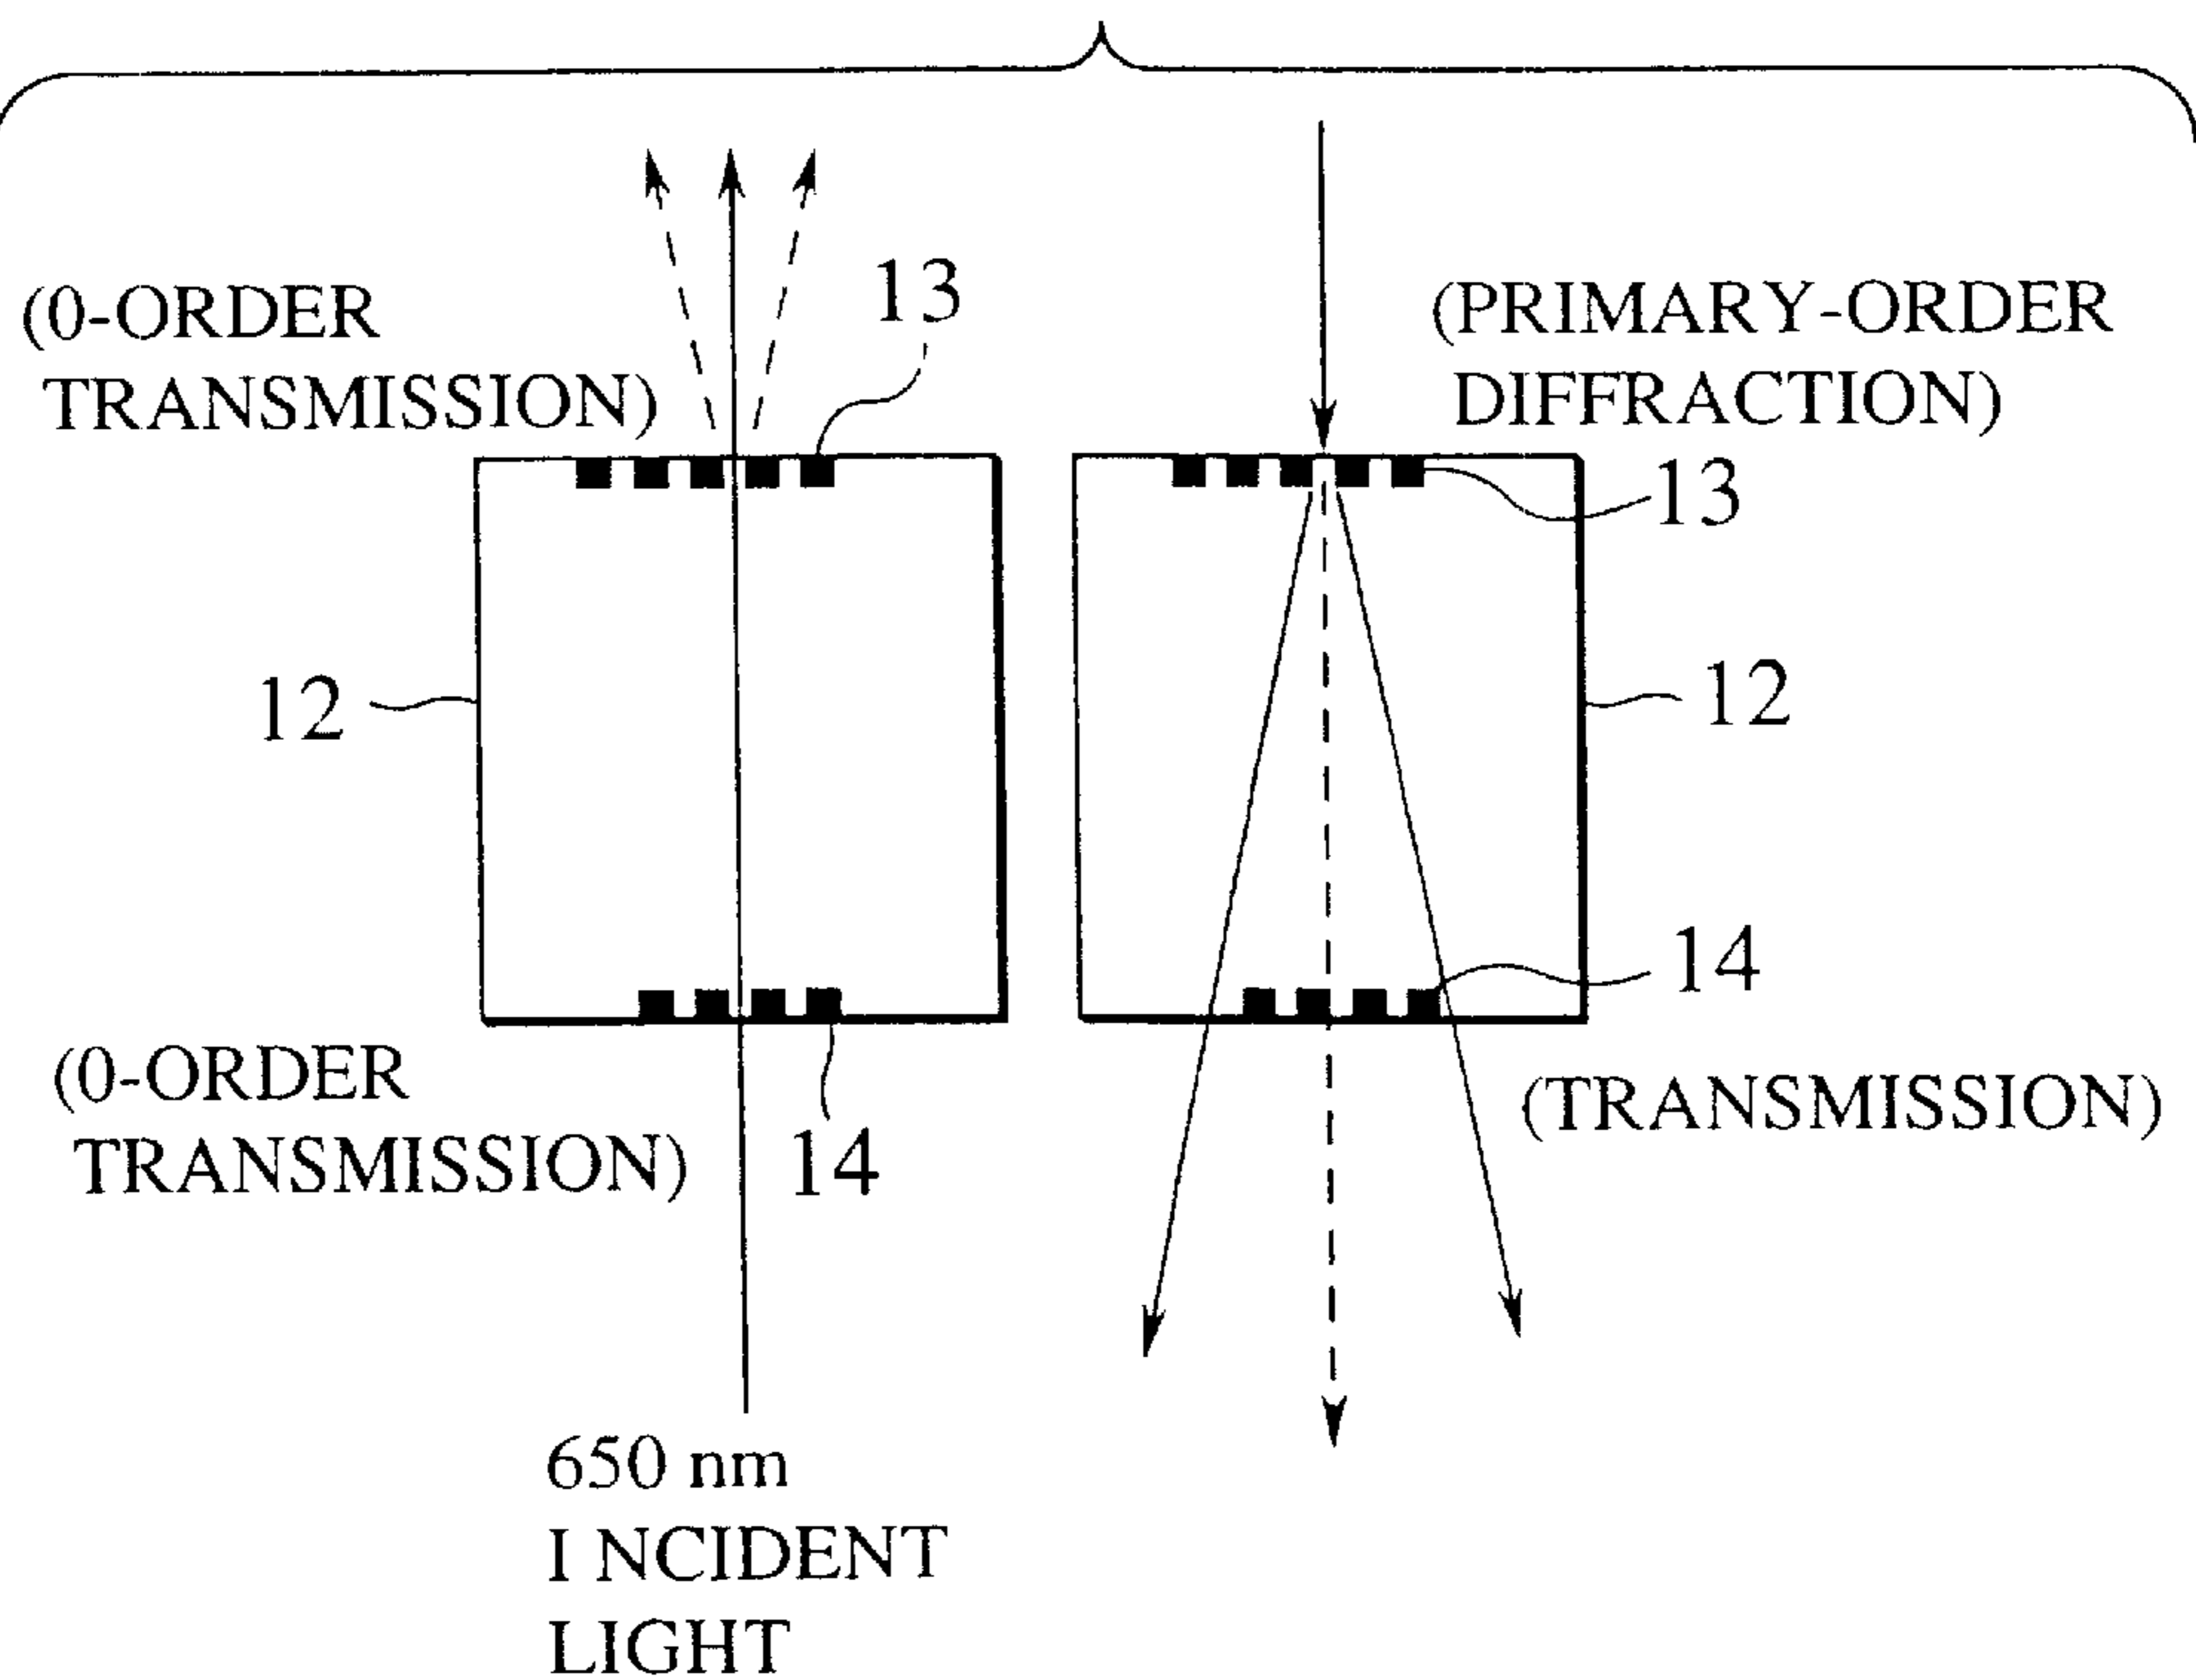 (0-ORDER
TRANSMISSION)
13
(PRIMARY-ORDER
DIFFRACTION)
13
12
12
14
(0-ORDER
TRANSMISSION)
14
(TRANSMISSION)
650 nm
I NCIDENT
LIGHT